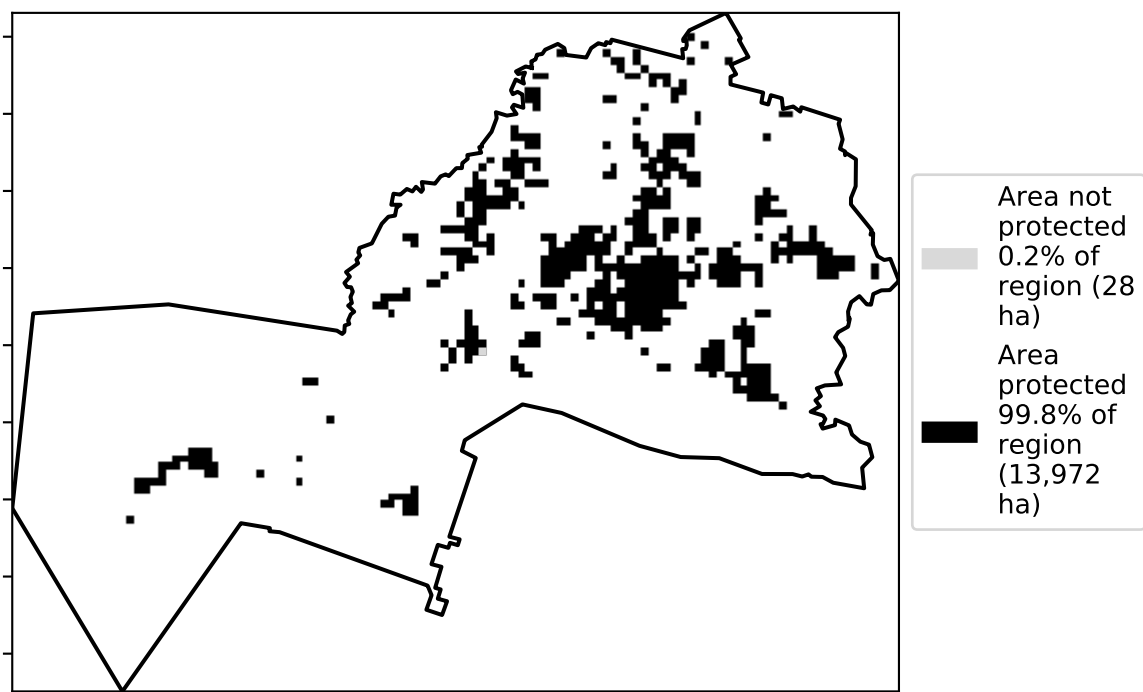 Area not
protected
0.2% of
region (28
ha)
Area
protected
99.8% of
region
(13,972
ha)